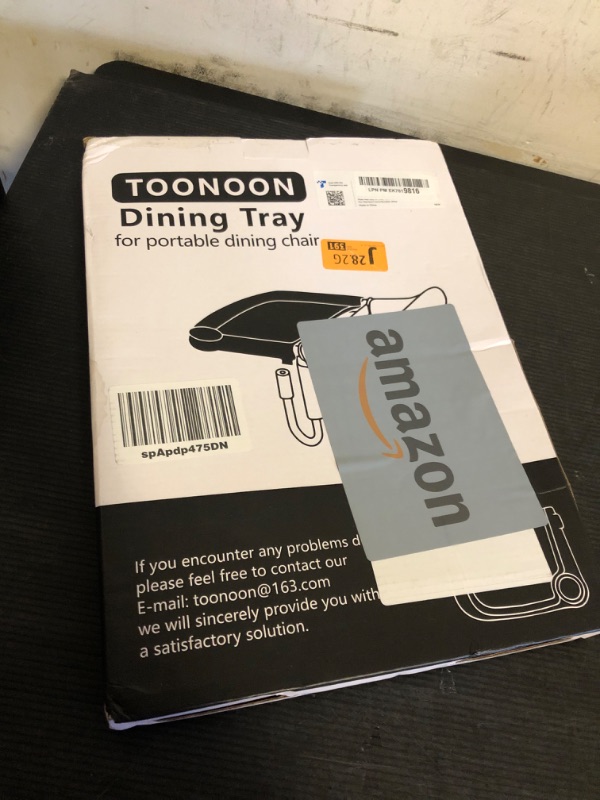 TOONOON
Dining Tray
for portable dining chair
J 28.2G
spApdp475DN
amazon
If you encounter any problems d
please feel free to contact our
E-mail: toonoon@163.com
we will sincerely provide you with
a satisfactory solution.